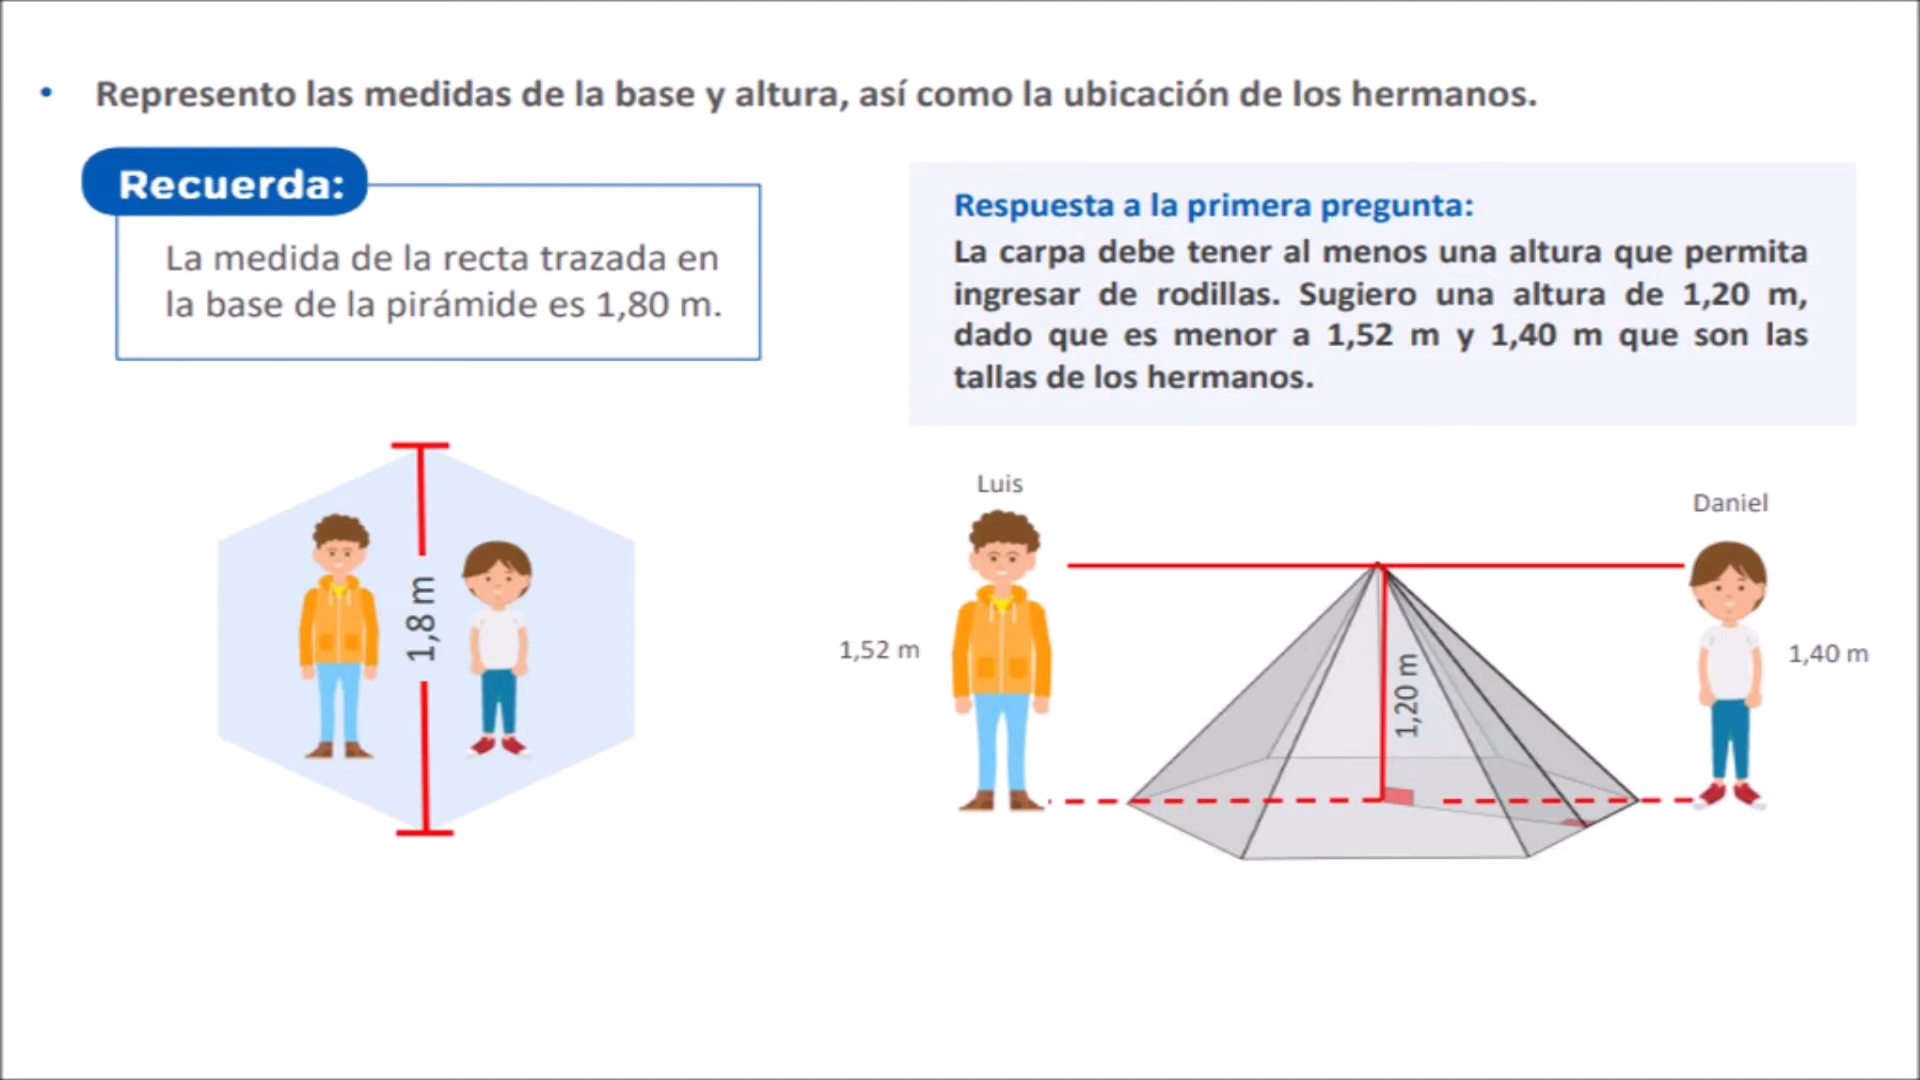 • Represento las medidas de la base y altura, así como la ubicación de los hermanos.
Recuerda:
La medida de la recta trazada en
la base de la pirámide es 1,80 m.
Respuesta a la primera pregunta:
La carpa debe tener al menos una altura que permita
ingresar de rodillas. Sugiero una altura de 1,20 m,
dado que es menor a 1,52 m y 1,40 m que son las
tallas de los hermanos.
1,8 m
Luis
Daniel
1,52 m
1,20 m
1,40 m